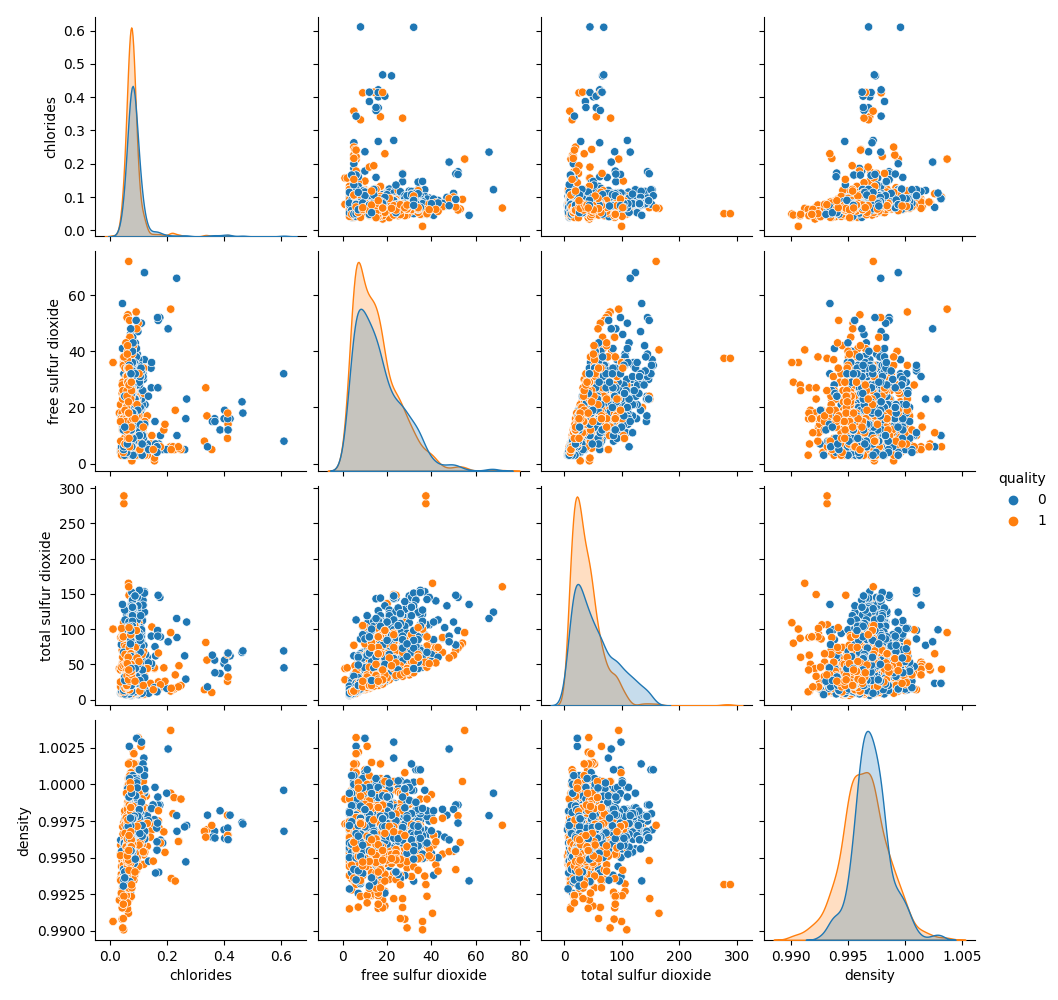 0.6
0.5
0.4
0.3
0.2
0.1
0.0
chlorides
60
40
20
0
free sulfur dioxide
quality
0
1
300
250
200
150
100
50
0
total sulfur dioxide
1.0025
1.0000
0.9975
0.9950
0.9925
0.9900
density
0.0 0.2 0.4 0.6
chlorides
0 20 40 60 80
free sulfur dioxide
0 100 200 300
total sulfur dioxide
0.990 0.995 1.000 1.005
density